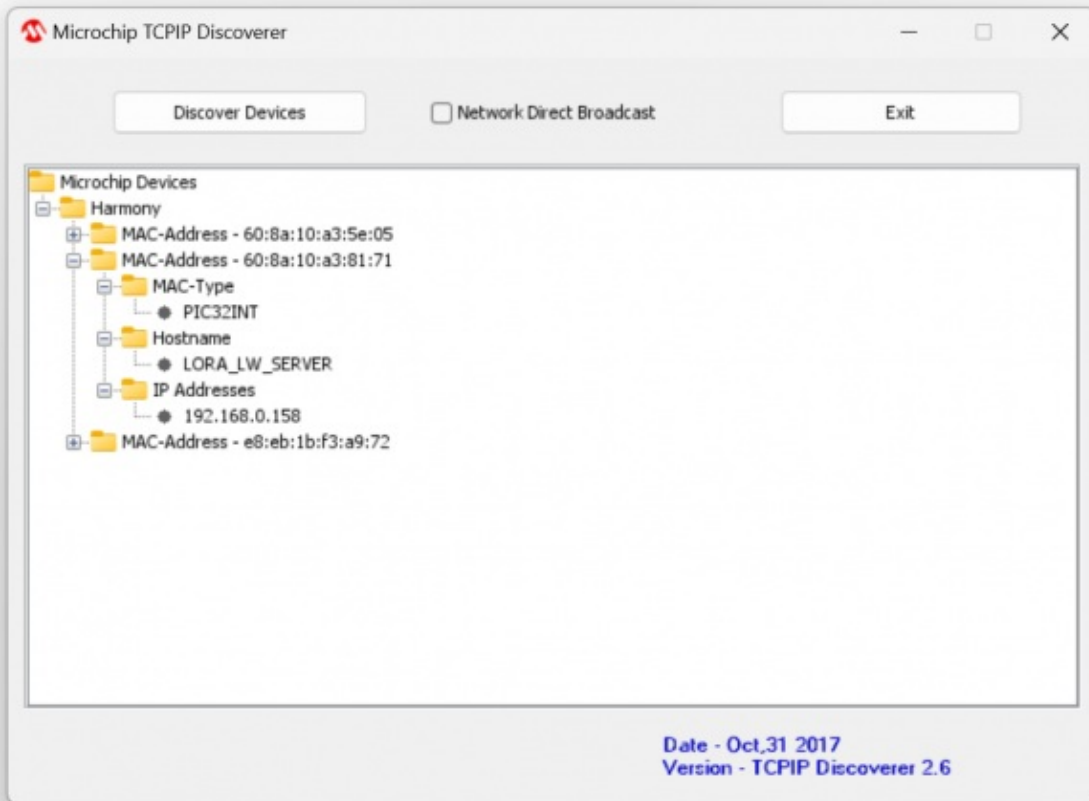 Microchip TCPIP Discoverer
Discover Devices
Network Direct Broadcast
Exit
Microchip Devices
Harmony
MAC-Address - 60:8a:10:a3:5e:05
MAC-Address - 60:8a:10:a3:81:71
MAC-Type
PIC32INT
Hostname
LORA_LW_SERVER
IP Addresses
192.168.0.158
MAC-Address - e8:eb:1b:f3:a9:72
Date - Oct,31 2017
Version - TCPIP Discoverer 2.6